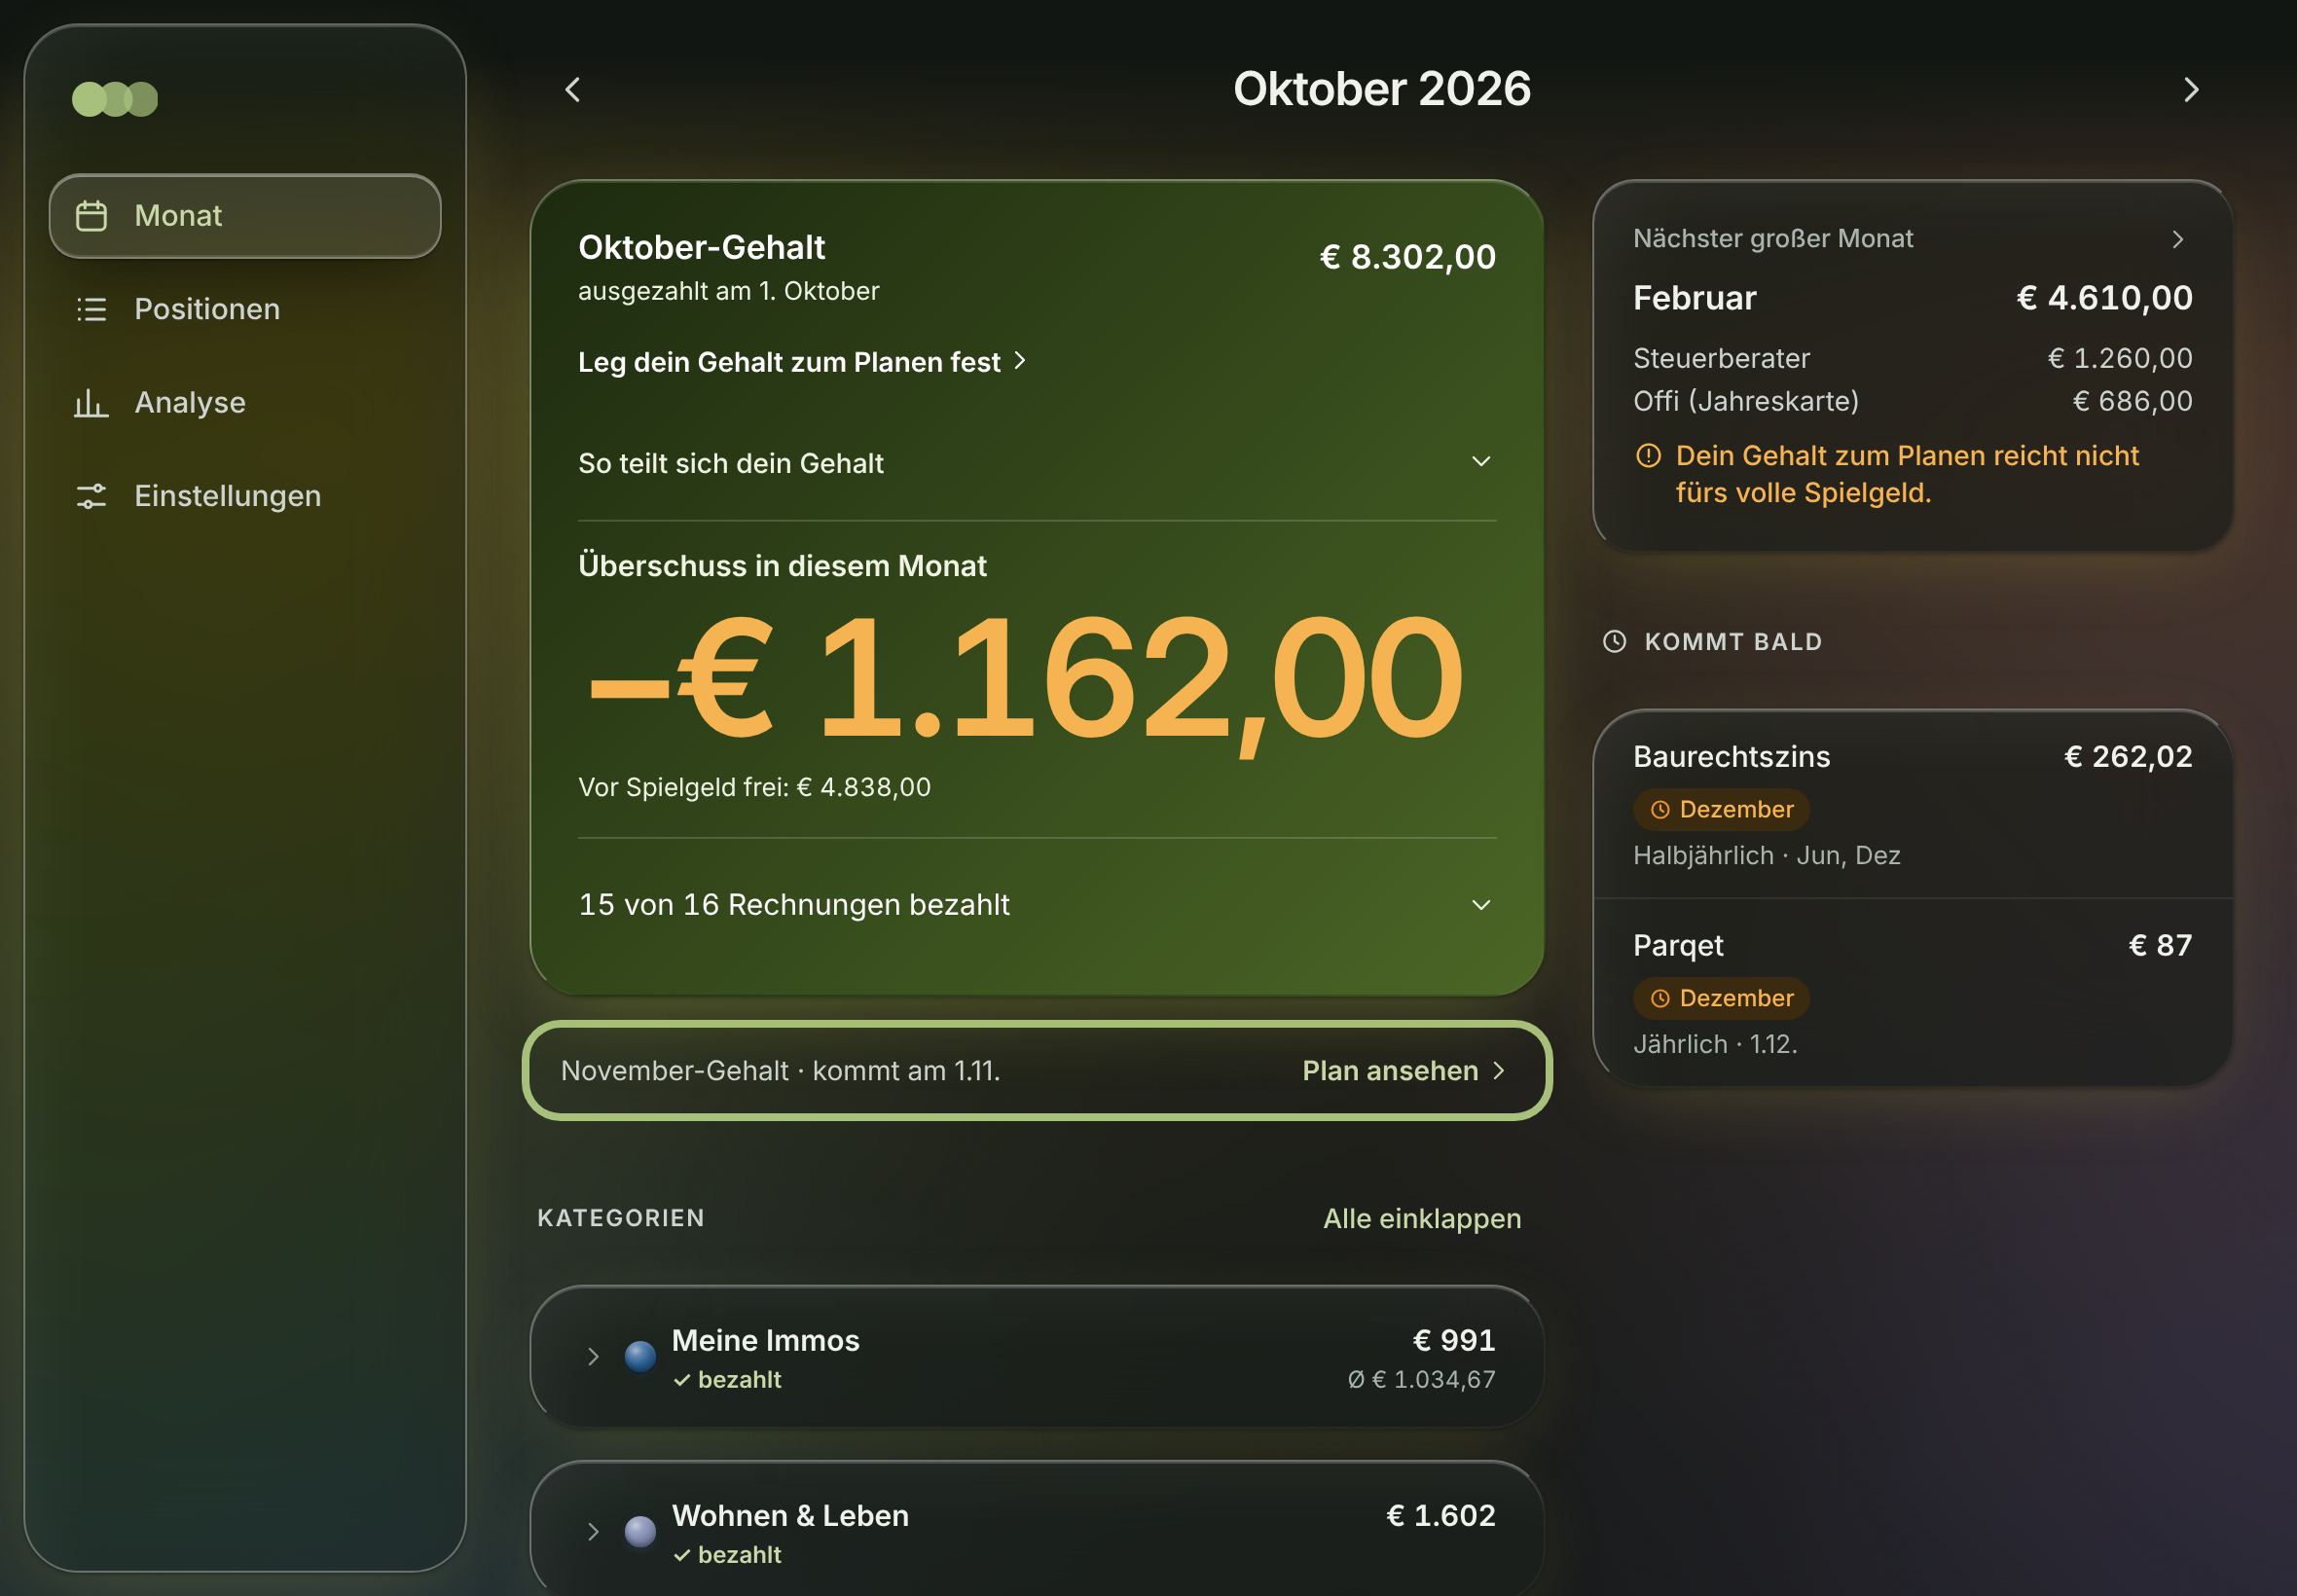 Oktober 2026
Monat
Positionen
Analyse
Einstellungen
Oktober-Gehalt
€ 8.302,00
ausgezahlt am 1. Oktober
Leg dein Gehalt zum Planen fest
So teilt sich dein Gehalt
Überschuss in diesem Monat
–€ 1.162,00
Vor Spielgeld frei: € 4.838,00
15 von 16 Rechnungen bezahlt
November-Gehalt · kommt am 1.11.
Plan ansehen
KATEGORIEN
Alle einklappen
Meine Immos
€ 991
bezahlt
Ø € 1.034,67
Wohnen & Leben
€ 1.602
bezahlt
Nächster großer Monat
Februar
€ 4.610,00
Steuerberater
€ 1.260,00
Offi (Jahreskarte)
€ 686,00
Dein Gehalt zum Planen reicht nicht
fürs volle Spielgeld.
KOMMT BALD
Baurechtszins
€ 262,02
Dezember
Halbjährlich · Jun, Dez
Parqet
€ 87
Dezember
Jährlich · 1.12.